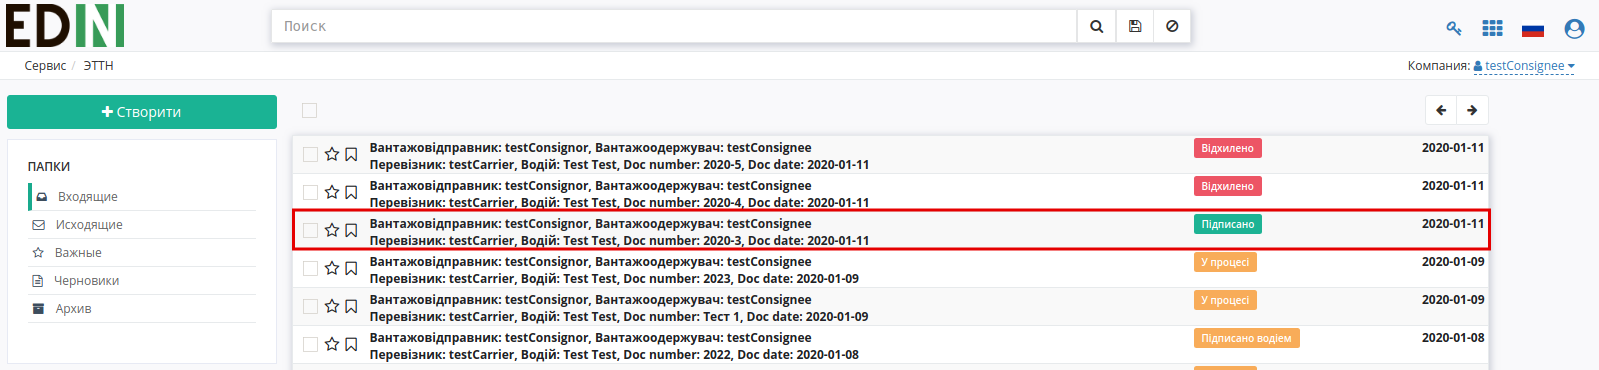 EDIN
Поиск
Сервис / ЭТТН
Компания: testConsignee
Створити
ПАПКИ
Входящие
Исходящие
Важные
Черновики
Архив
Вантажовідправник: testConsignor, Вантажоодержувач: testConsignee
Перевізник: testCarrier, Водій: Test Test, Doc number: 2020-5, Doc date: 2020-01-11
Відхилено
2020-01-11
Вантажовідправник: testConsignor, Вантажоодержувач: testConsignee
Перевізник: testCarrier, Водій: Test Test, Doc number: 2020-4, Doc date: 2020-01-11
Відхилено
2020-01-11
Вантажовідправник: testConsignor, Вантажоодержувач: testConsignee
Перевізник: testCarrier, Водій: Test Test, Doc number: 2020-3, Doc date: 2020-01-11
Підписано
2020-01-11
Вантажовідправник: testConsignor, Вантажоодержувач: testConsignee
Перевізник: testCarrier, Водій: Test Test, Doc number: 2023, Doc date: 2020-01-09
У процесі
2020-01-09
Вантажовідправник: testConsignor, Вантажоодержувач: testConsignee
Перевізник: testCarrier, Водій: Test Test, Doc number: Тест 1, Doc date: 2020-01-09
У процесі
2020-01-09
Вантажовідправник: testConsignor, Вантажоодержувач: testConsignee
Перевізник: testCarrier, Водій: Test Test, Doc number: 2022, Doc date: 2020-01-08
Підписано водієм
2020-01-08